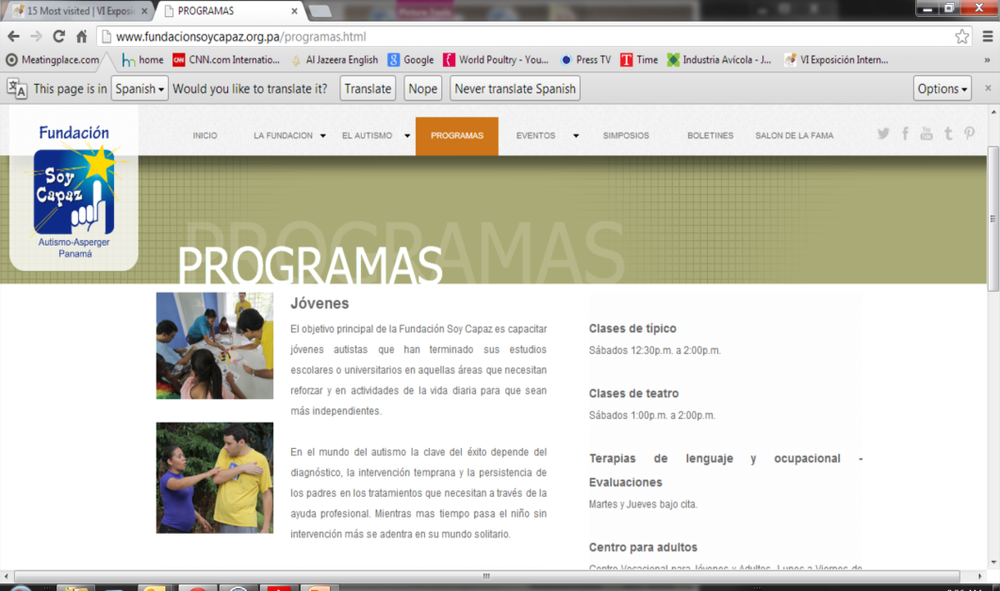 15 Most visited | VI Exposi
PROGRAMAS
www.fundacionsoycapaz.org.pa/programas.html
Meatingplace.com
home
CNN.com Internatio...
Al Jazeera English
Google
World Poultry - You...
Press TV
Time
Industria Avícola - J...
VI Exposición Intern...
»
This page is in Spanish Would you like to translate it? Translate Nope Never translate Spanish Options
Fundación
Soy
Capaz
Autismo-Asperger
Panamá
INICIO LA FUNDACION EL AUTISMO PROGRAMAS EVENTOS SIMPOSIOS BOLETINES SALON DE LA FAMA
PROGRAMAS
PROGRAMAS
Jóvenes
El objetivo principal de la Fundación Soy Capaz es capacitar
jóvenes autistas que han terminado sus estudios
escolares o universitarios en aquellas áreas que necesitan
reforzar y en actividades de la vida diaria para que sean
más independientes.
En el mundo del autismo la clave del éxito depende del
diagnóstico, la intervención temprana y la persistencia de
los padres en los tratamientos que necesitan a través de la
ayuda profesional. Mientras mas tiempo pasa el niño sin
intervención más se adentra en su mundo solitario.
Clases de típico
Sábados 12:30p.m. a 2:00p.m.
Clases de teatro
Sábados 1:00p.m. a 2:00p.m.
Terapias de lenguaje y ocupacional -
Evaluaciones
Martes y Jueves bajo cita.
Centro para adultos
Centro Vocacional para Jóvenes y Adultos. Lunes a Viernes de